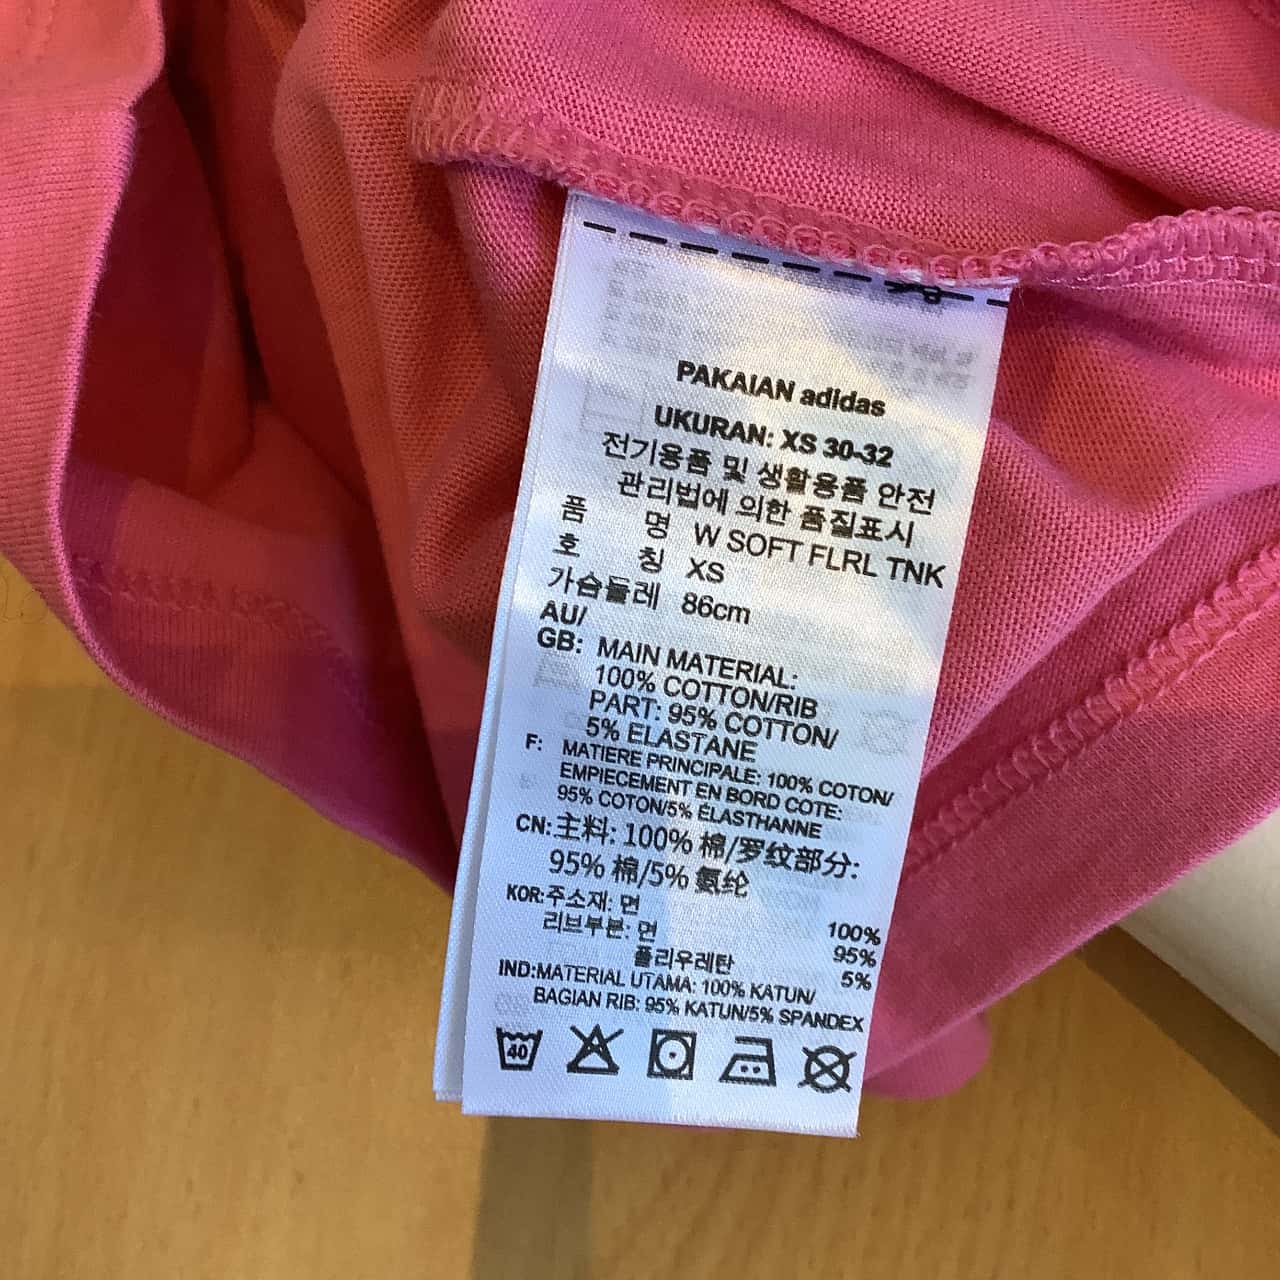 PAKAIAN adidas
UKURAN: XS 30-32
전기용품 및 생활용품 안전
관리법에 의한 품질표시
품 명 W SOFT FLRL TNK
호 칭 XS
가슴둘레 86cm
AU/
GB: MAIN MATERIAL:
100% COTTON/RIB
PART: 95% COTTON/
5% ELASTANE
F: MATIERE PRINCIPALE: 100% COTON/
EMPIECEMENT EN BORD COTE:
95% COTON/5% ÉLASTHANNE
CN: 主料: 100% 棉/罗纹部分:
95% 棉/5% 氨纶
KOR: 주소재: 면 100%
리브부분: 면 95%
폴리우레탄 5%
IND:MATERIAL UTAMA: 100% KATUN/
BAGIAN RIB: 95% KATUN/5% SPANDEX
40